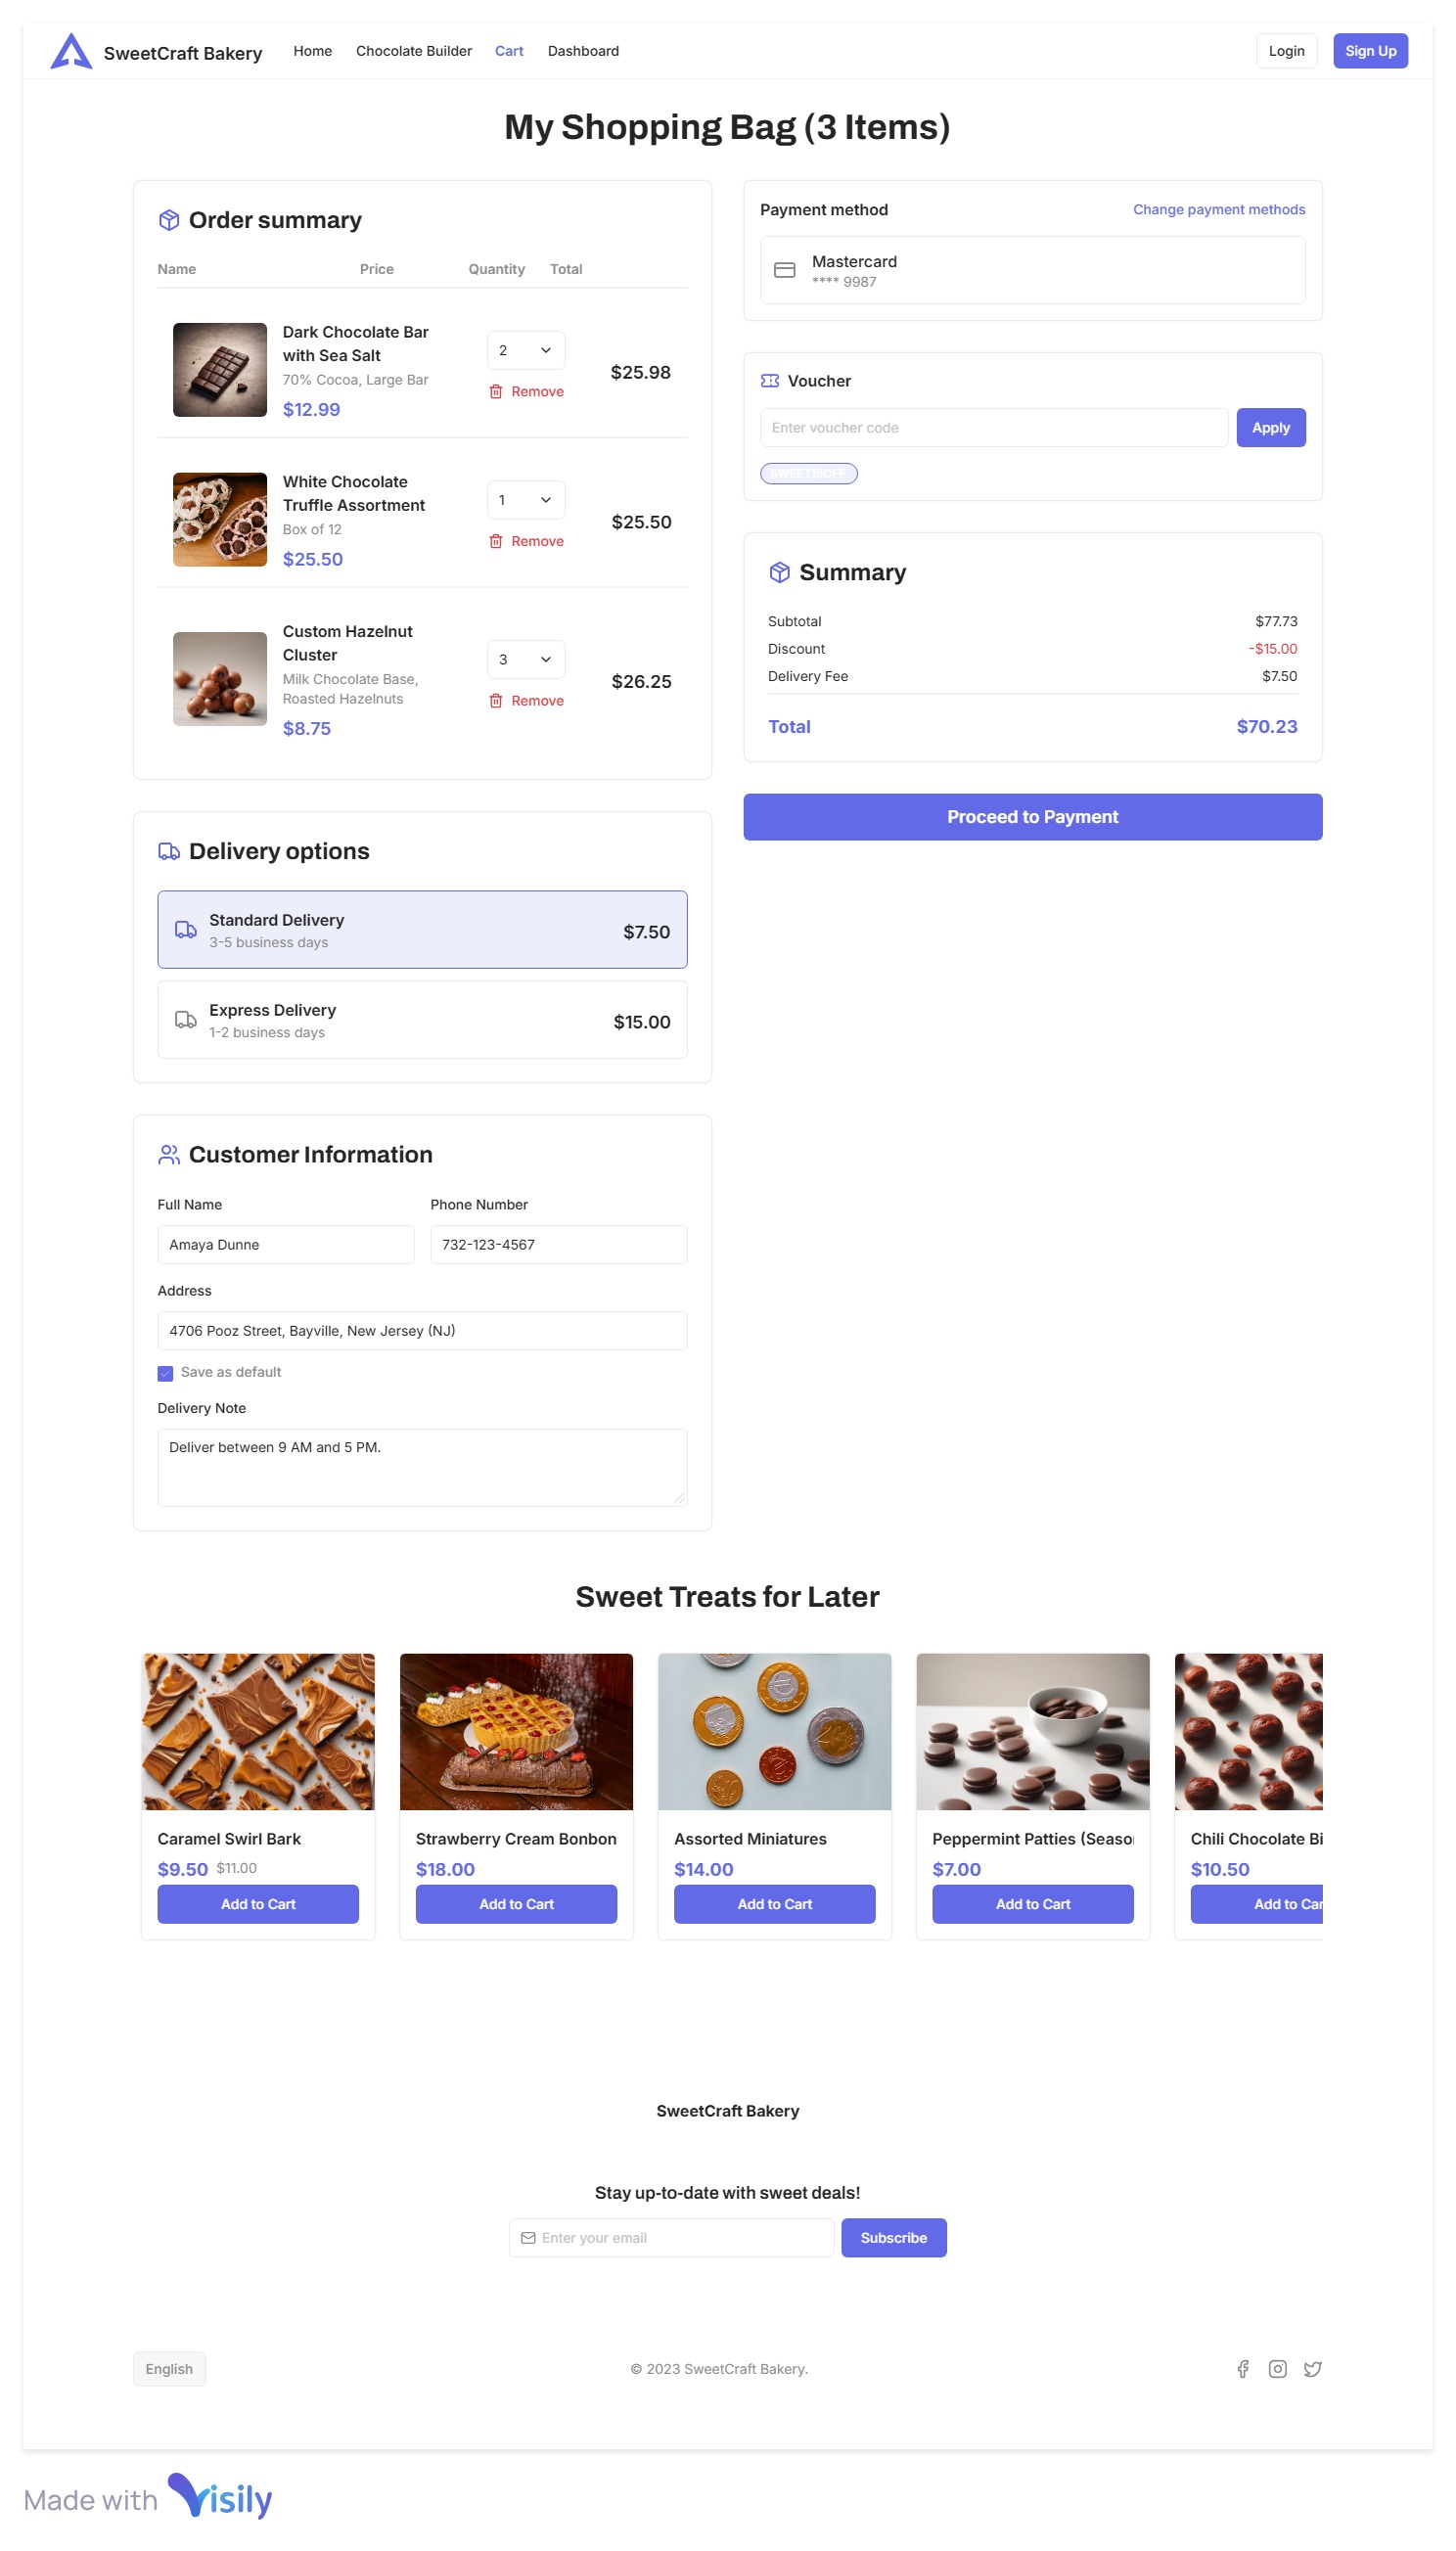 SweetCraft Bakery
Home
Chocolate Builder
Cart
Dashboard
Login
Sign Up
My Shopping Bag (3 Items)
Order summary
Name
Price
Quantity
Total
Dark Chocolate Bar
with Sea Salt
70% Cocoa, Large Bar
$12.99
2
Remove
$25.98
White Chocolate
Truffle Assortment
Box of 12
$25.50
1
Remove
$25.50
Custom Hazelnut
Cluster
Milk Chocolate Base,
Roasted Hazelnuts
$8.75
3
Remove
$26.25
Delivery options
Standard Delivery
3-5 business days
$7.50
Express Delivery
1-2 business days
$15.00
Customer Information
Full Name
Amaya Dunne
Phone Number
732-123-4567
Address
4706 Pooz Street, Bayville, New Jersey (NJ)
Save as default
Delivery Note
Deliver between 9 AM and 5 PM.
Payment method
Change payment methods
Mastercard
**** 9987
Voucher
Enter voucher code
Apply
SWEET15OFF
Summary
Subtotal
$77.73
Discount
-$15.00
Delivery Fee
$7.50
Total
$70.23
Proceed to Payment
Sweet Treats for Later
Caramel Swirl Bark
$9.50 $11.00
Add to Cart
Strawberry Cream Bonbon
$18.00
Add to Cart
Assorted Miniatures
$14.00
Add to Cart
Peppermint Patties (Seaso
$7.00
Add to Cart
Chili Chocolate Bi
$10.50
Add to Car
SweetCraft Bakery
Stay up-to-date with sweet deals!
Enter your email
Subscribe
English
© 2023 SweetCraft Bakery.
Made with Visily